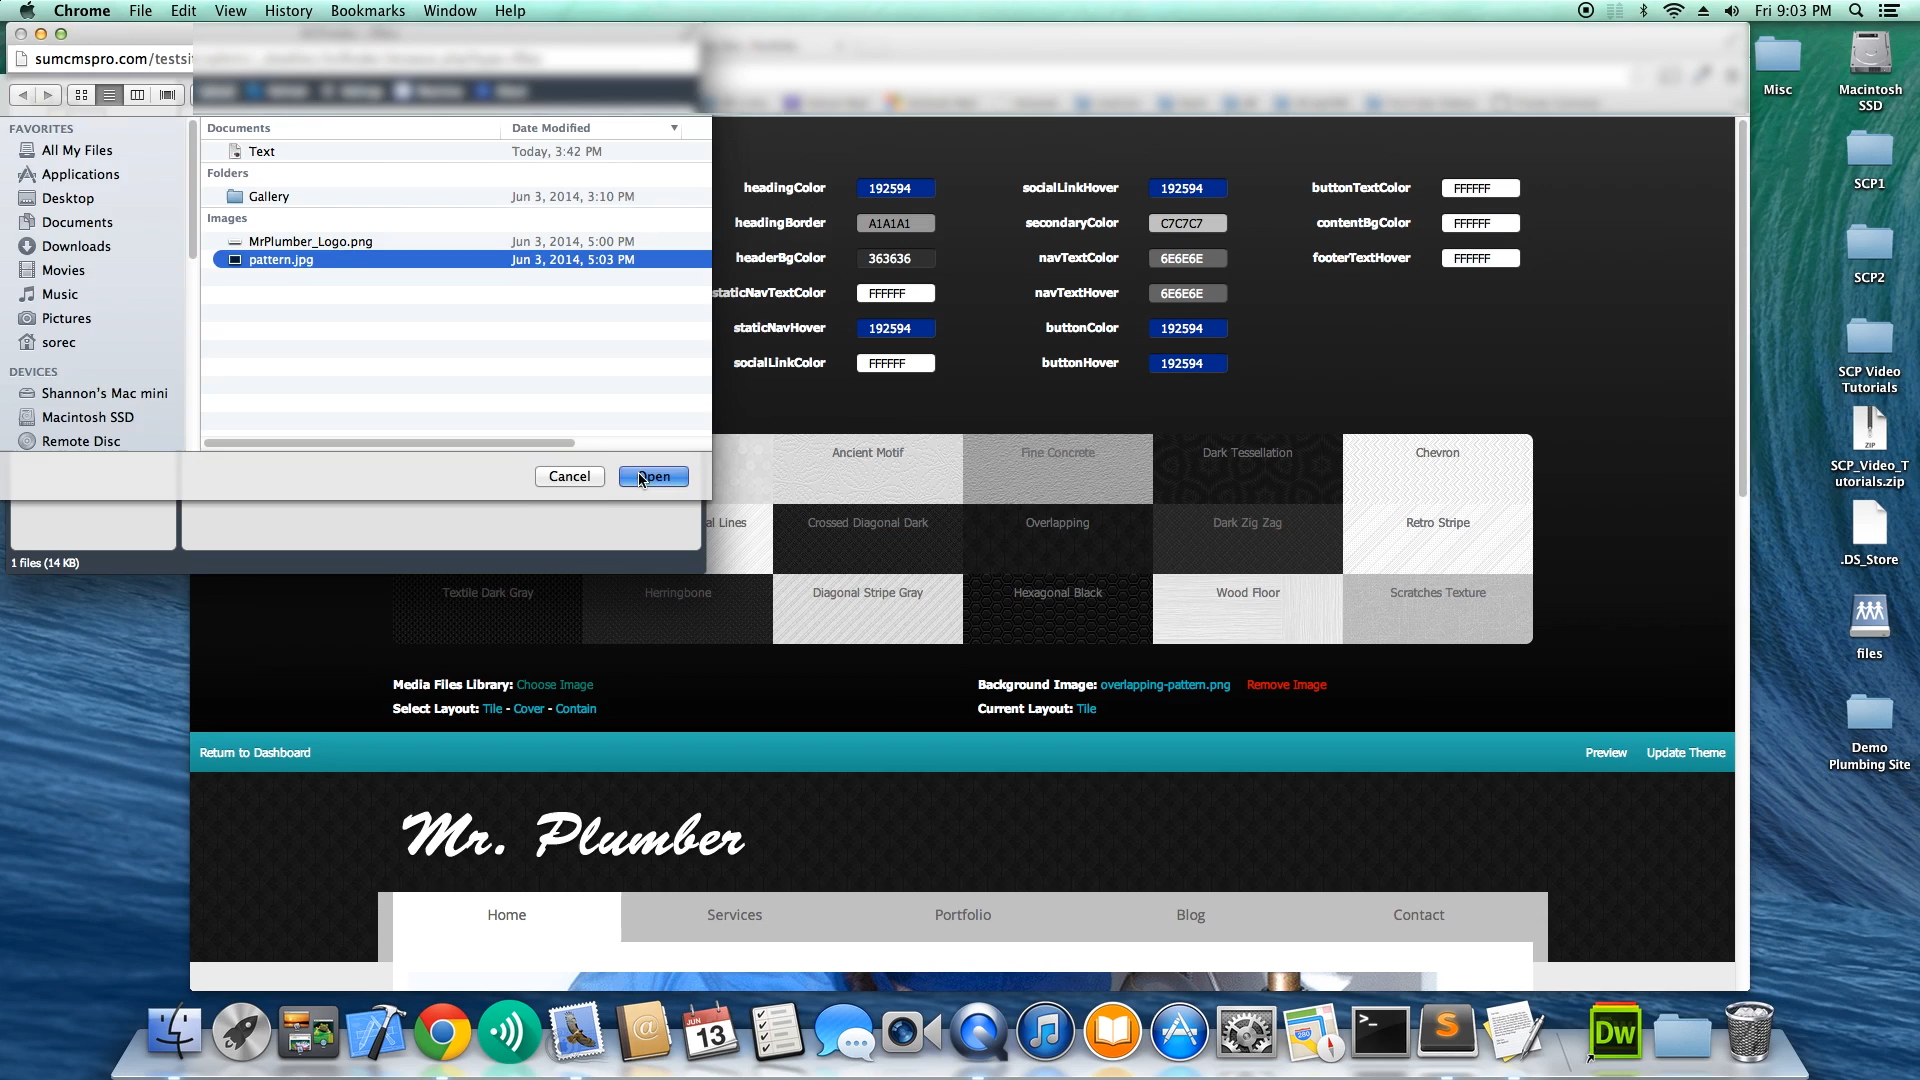 Chrome File Edit View History Bookmarks Window Help Fri 9:03 PM
sumcmspro.com/testsi
FAVORITES
All My Files
Applications
Desktop
Documents
Downloads
Movies
Music
Pictures
sorec
DEVICES
Shannon's Mac mini
Macintosh SSD
Remote Disc
Documents Date Modified
Text Today, 3:42 PM
Folders
Gallery Jun 3, 2014, 3:10 PM
Images
MrPlumber_Logo.png Jun 3, 2014, 5:00 PM
pattern.jpg Jun 3, 2014, 5:03 PM
Cancel Open
1 files (14 KB)
headingColor 192594 socialLinkHover 192594 buttonTextColor FFFFFF
headingBorder A1A1A1 secondaryColor C7C7C7 contentBgColor FFFFFF
headerBgColor 363636 navTextColor 6E6E6E footerTextHover FFFFFF
staticNavTextColor FFFFFF navTextHover 6E6E6E
staticNavHover 192594 buttonColor 192594
socialLinkColor FFFFFF buttonHover 192594
Ancient Motif Fine Concrete Dark Tessellation Chevron
al Lines Crossed Diagonal Dark Overlapping Dark Zig Zag Retro Stripe
Textile Dark Gray Herringbone Diagonal Stripe Gray Hexagonal Black Wood Floor Scratches Texture
Media Files Library: Choose Image Background Image: overlapping-pattern.png Remove Image
Select Layout: Tile - Cover - Contain Current Layout: Tile
Return to Dashboard Preview Update Theme
Mr. Plumber
Home Services Portfolio Blog Contact
Misc
Macintosh
SSD
SCP1
SCP2
SCP Video
Tutorials
ZIP
SCP_Video_T
utorials.zip
.DS_Store
files
Demo
Plumbing Site
JUN
13
280
>_
S
Dw